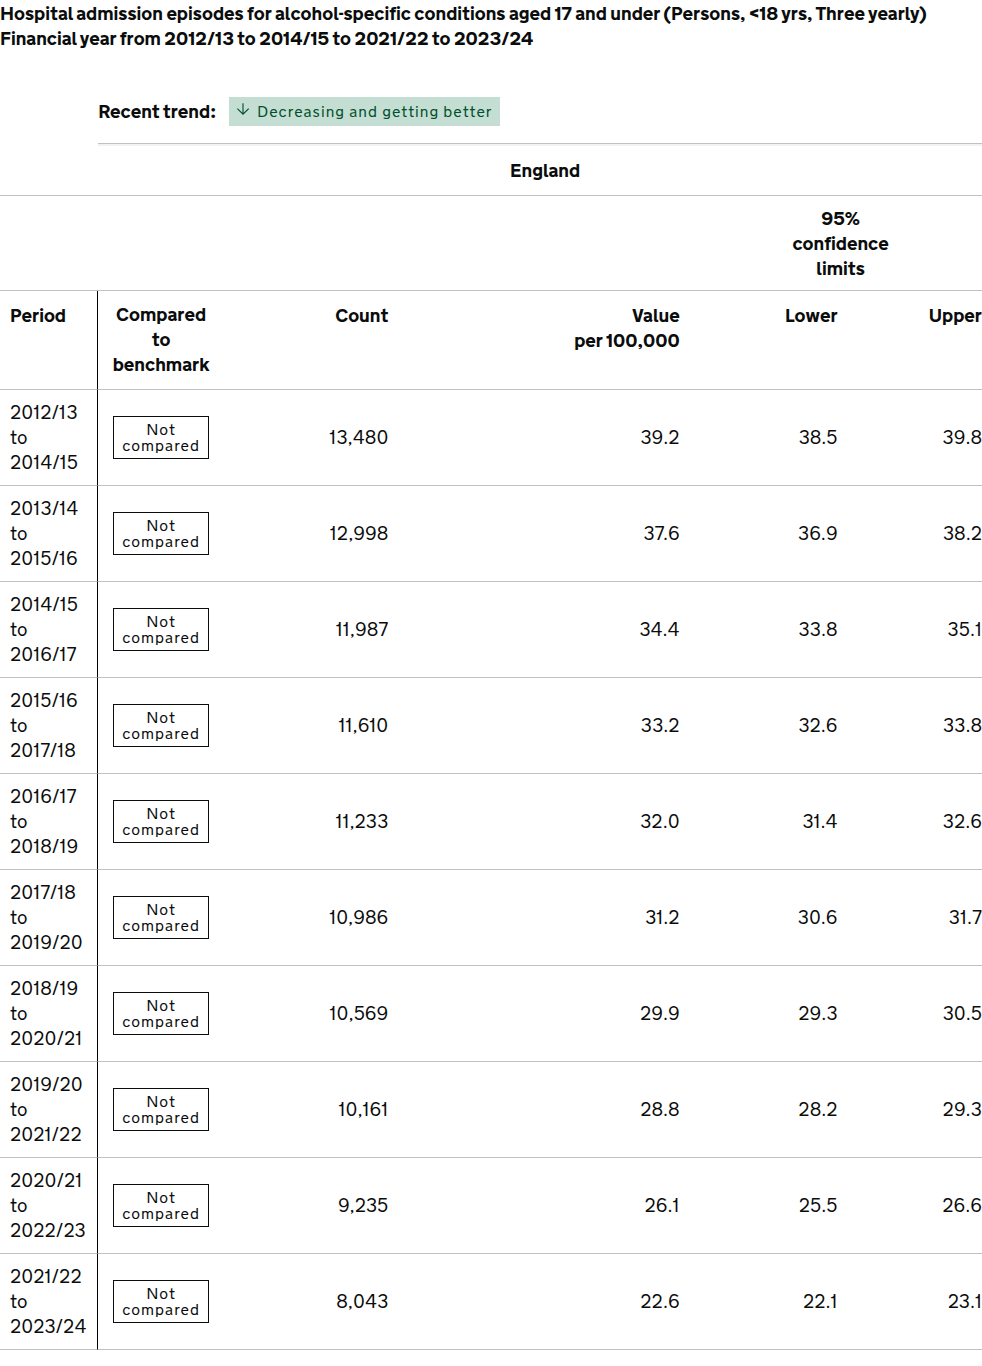 Hospital admission episodes for alcohol-specific conditions aged 17 and under (Persons, <18 yrs, Three yearly)
Financial year from 2012/13 to 2014/15 to 2021/22 to 2023/24
Recent trend: ↓ Decreasing and getting better
England
95%
confidence
limits
Period Compared to benchmark Count Value per 100,000 Lower Upper
2012/13 to 2014/15 Not compared 13,480 39.2 38.5 39.8
2013/14 to 2015/16 Not compared 12,998 37.6 36.9 38.2
2014/15 to 2016/17 Not compared 11,987 34.4 33.8 35.1
2015/16 to 2017/18 Not compared 11,610 33.2 32.6 33.8
2016/17 to 2018/19 Not compared 11,233 32.0 31.4 32.6
2017/18 to 2019/20 Not compared 10,986 31.2 30.6 31.7
2018/19 to 2020/21 Not compared 10,569 29.9 29.3 30.5
2019/20 to 2021/22 Not compared 10,161 28.8 28.2 29.3
2020/21 to 2022/23 Not compared 9,235 26.1 25.5 26.6
2021/22 to 2023/24 Not compared 8,043 22.6 22.1 23.1